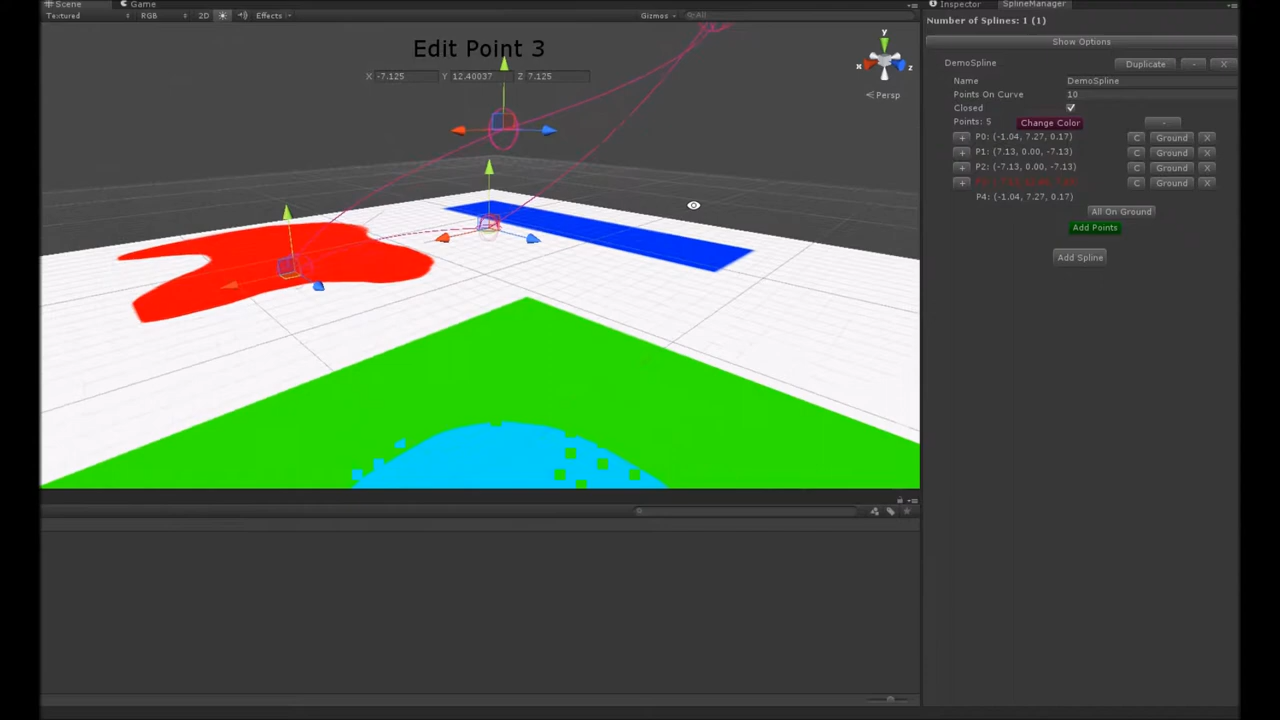 Scene
Game
Textured
RGB
2D
Effects
Gizmos
All
Edit Point 3
X -7.125 Y 12.40037 Z 7.125
y
x
z
Persp
Inspector
SplineManager
Number of Splines: 1 (1)
Show Options
DemoSpline
Duplicate
-
X
Name DemoSpline
Points On Curve 10
Closed
Points: 5
Change Color
-
+ P0: (-1.04, 7.27, 0.17) C Ground X
+ P1: (7.13, 0.00, -7.13) C Ground X
+ P2: (-7.13, 0.00, -7.13) C Ground X
+ C Ground X
P4: (-1.04, 7.27, 0.17)
All On Ground
Add Points
Add Spline